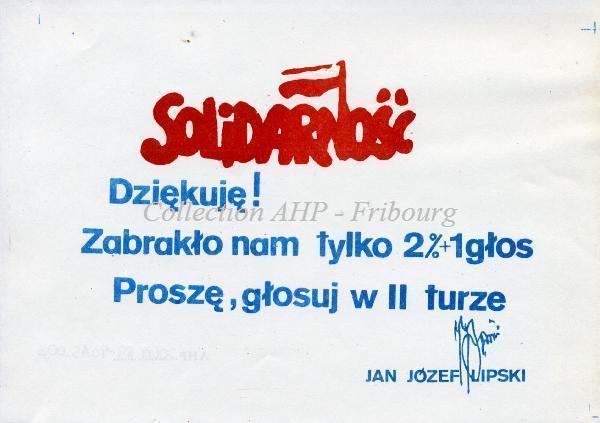 SOLIDARNOŚĆ
Dziękuję!
Collection AHP - Fribourg
Zabrakło nam tylko 2%+1głos
Proszę, głosuj w II turze
JAN JÓZEF LIPSKI